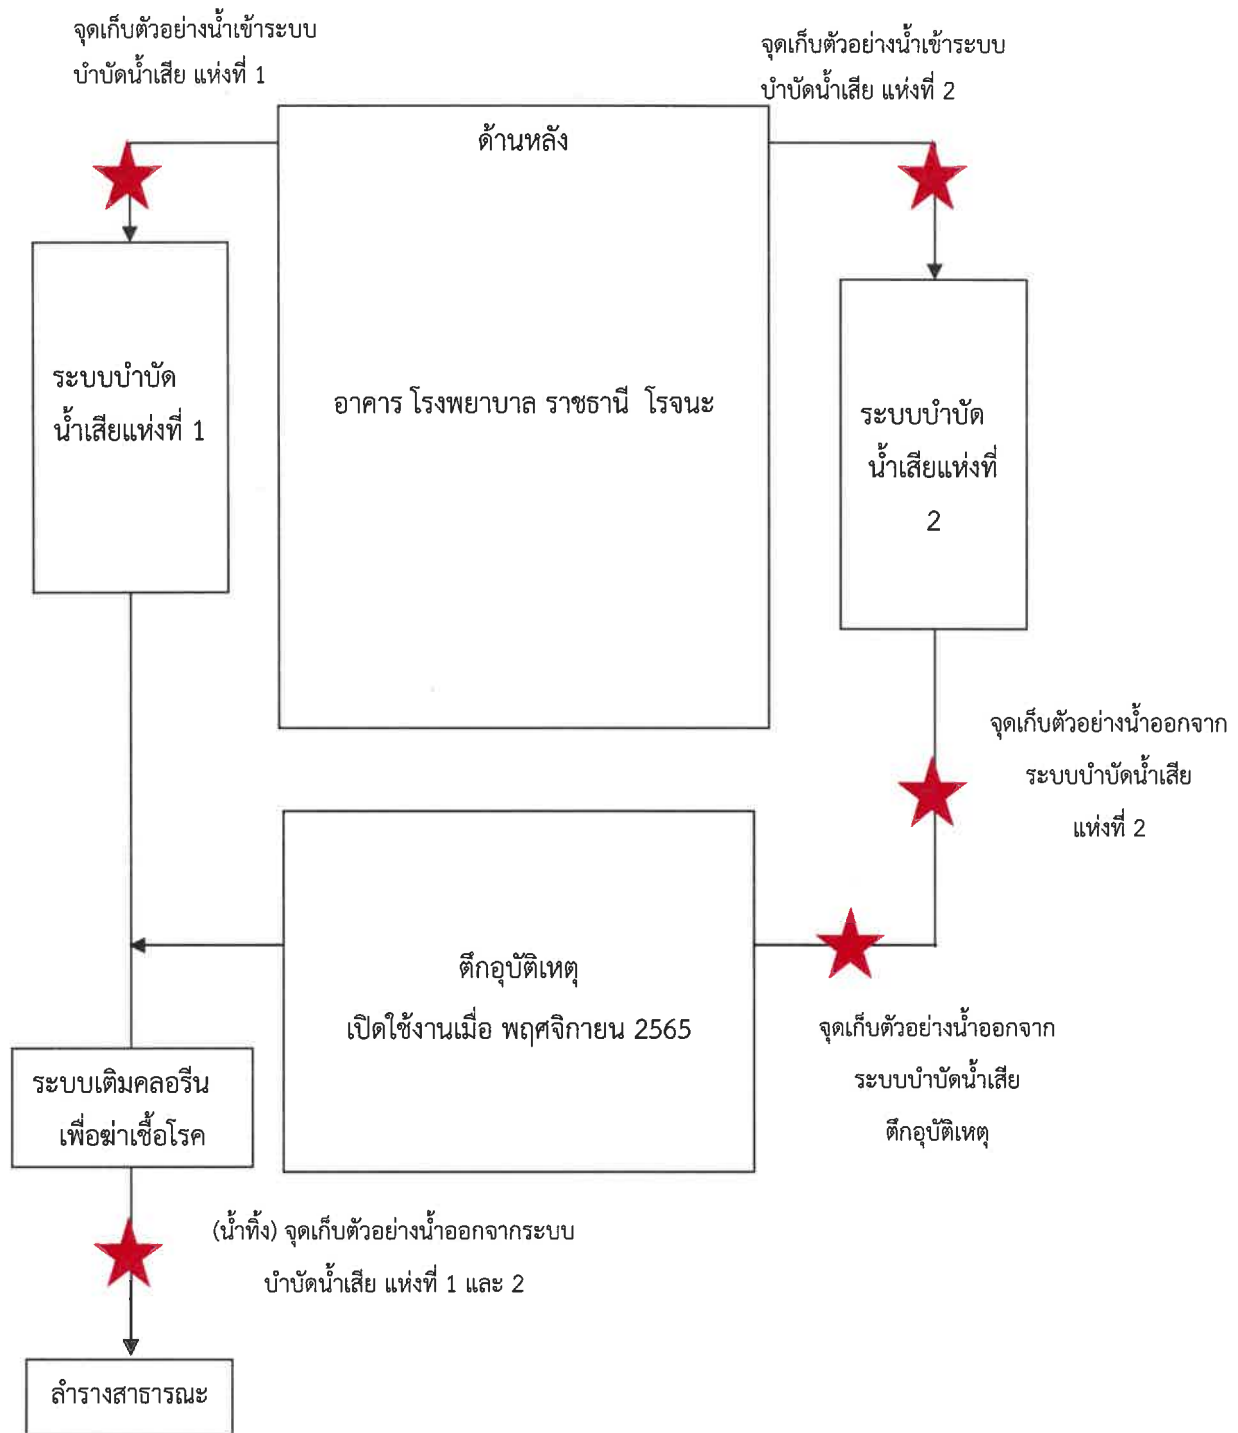 จุดเก็บตัวอย่างน้ำเข้าระบบ
บำบัดน้ำเสีย แห่งที่ 1
จุดเก็บตัวอย่างน้ำเข้าระบบ
บำบัดน้ำเสีย แห่งที่ 2
ด้านหลัง
ระบบบำบัด
น้ำเสียแห่งที่ 1
อาคาร โรงพยาบาล ราชธานี โรจนะ
ระบบบำบัด
น้ำเสียแห่งที่
2
จุดเก็บตัวอย่างน้ำออกจาก
ระบบบำบัดน้ำเสีย
แห่งที่ 2
ตึกอุบัติเหตุ
เปิดใช้งานเมื่อ พฤศจิกายน 2565
จุดเก็บตัวอย่างน้ำออกจาก
ระบบบำบัดน้ำเสีย
ตึกอุบัติเหตุ
ระบบเติมคลอรีน
เพื่อฆ่าเชื้อโรค
(น้ำทิ้ง) จุดเก็บตัวอย่างน้ำออกจากระบบ
บำบัดน้ำเสีย แห่งที่ 1 และ 2
ลำรางสาธารณะ